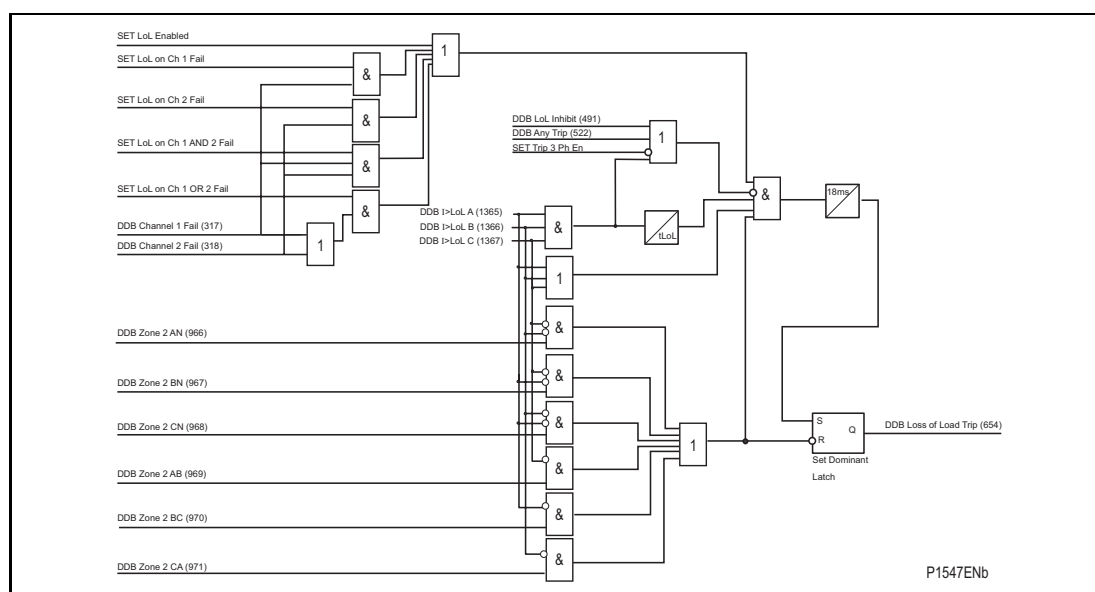 SET LoL Enabled
SET LoL on Ch 1 Fail
SET LoL on Ch 2 Fail
SET LoL on Ch 1 AND 2 Fail
SET LoL on Ch 1 OR 2 Fail
DDB Channel 1 Fail (317)
DDB Channel 2 Fail (318)
&
&
&
&
1
1
DDB LoL Inhibit (491)
DDB Any Trip (522)
SET Trip 3 Ph En
1
DDB I>LoL A (1365)
DDB I>LoL B (1366)
DDB I>LoL C (1367)
&
tLoL
1
&
18ms
DDB Zone 2 AN (966)
&
DDB Zone 2 BN (967)
&
DDB Zone 2 CN (968)
&
DDB Zone 2 AB (969)
&
DDB Zone 2 BC (970)
&
DDB Zone 2 CA (971)
&
1
S
Q
R
DDB Loss of Load Trip (654)
Set Dominant
Latch
P1547ENb